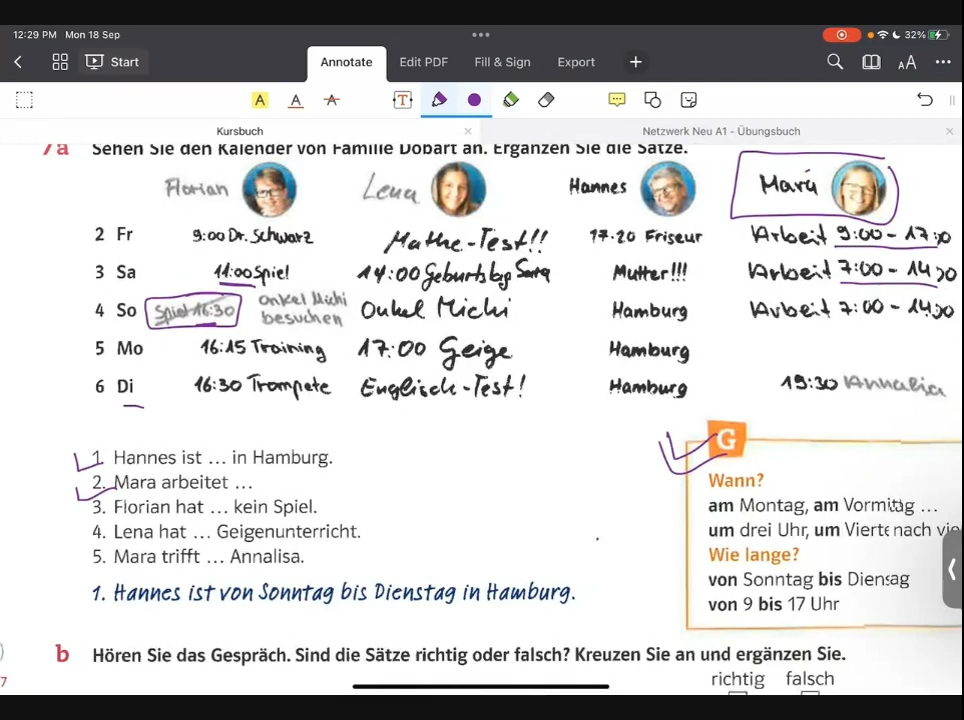 12:29 PM Mon 18 Sep
32%
Start
Annotate
Edit PDF
Fill & Sign
Export
Kursbuch
Netzwerk Neu A1 - Übungsbuch
7a Sehen Sie den Kalender von Familie Dobart an. Ergänzen Sie die Sätze.
Florian Lena Hannes Mara
2 Fr 9:00 Dr. Schwarz Mathe-Test!! 17.20 Friseur Arbeit 9:00 - 17:30
3 Sa 11:00 Spiel 14:00 Geburtstag Sara Mutter!!! Arbeit 7:00 - 14:30
4 So Spiel 16:30 Onkel Michi besuchen Onkel Michi Hamburg Arbeit 7:00 - 14:30
5 Mo 16:15 Training 17:00 Geige Hamburg
6 Di 16:30 Trompete Englisch-Test! Hamburg 19:30 Annalisa
1. Hannes ist … in Hamburg.
2. Mara arbeitet …
3. Florian hat … kein Spiel.
4. Lena hat … Geigenunterricht.
5. Mara trifft … Annalisa.
1. Hannes ist von Sonntag bis Dienstag in Hamburg.
G
Wann?
am Montag, am Vormittag …
um drei Uhr, um Viertel nach vie
Wie lange?
von Sonntag bis Dienstag
von 9 bis 17 Uhr
b Hören Sie das Gespräch. Sind die Sätze richtig oder falsch? Kreuzen Sie an und ergänzen Sie.
7
richtig falsch